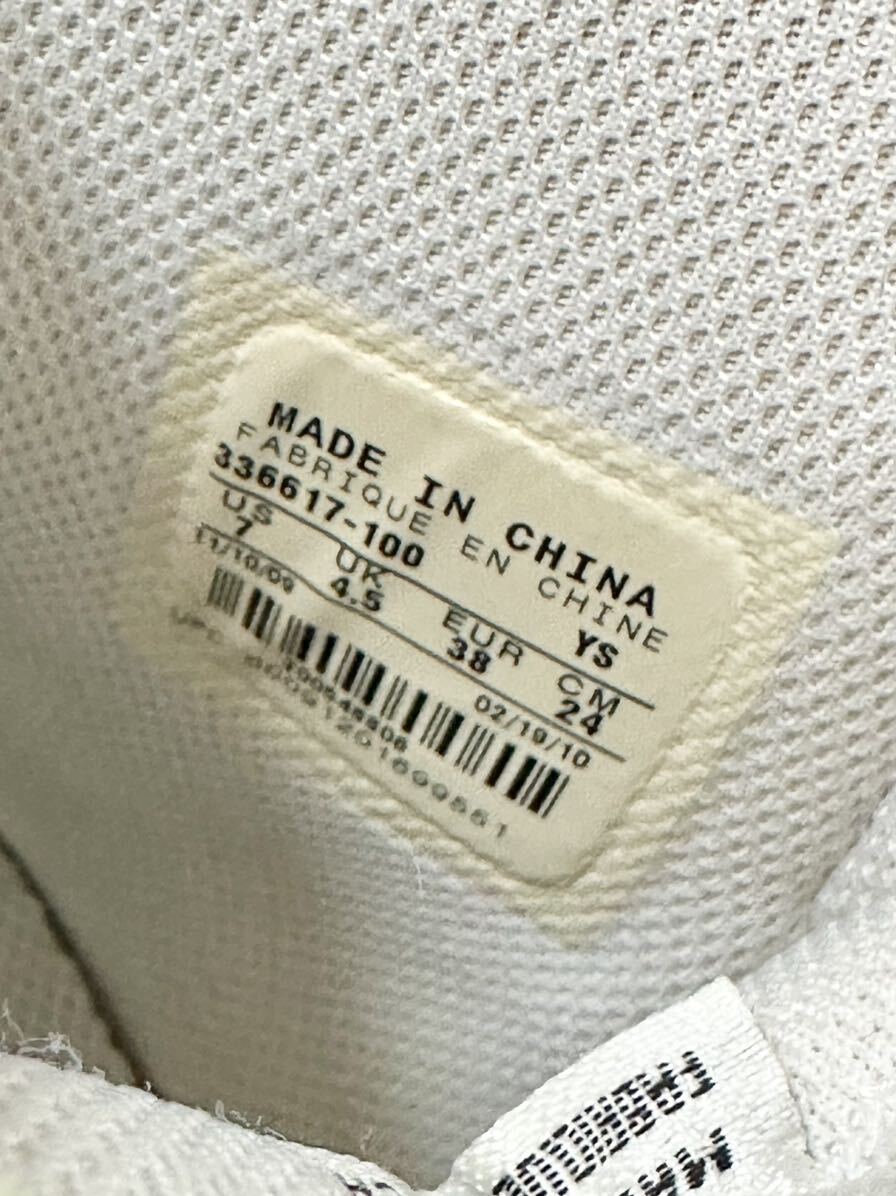 MADE IN CHINA
FABRIQUE EN CHINE
336617-100 YS
US UK EUR CM
7 4.5 38 24
11/10/09 02/19/10